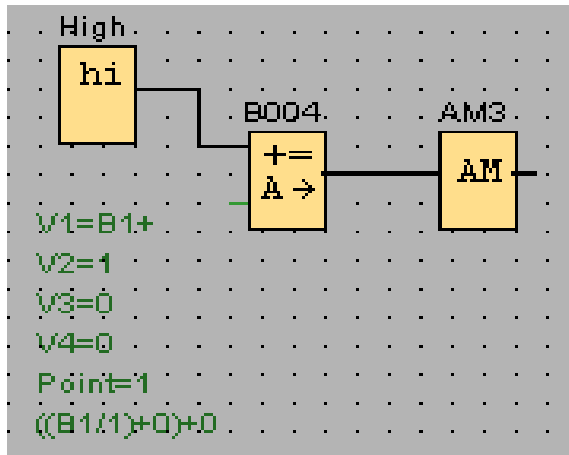 High
hi
B004
AM3
+=
A→
AM
V1=B1+
V2=1
V3=0
V4=0
Point=1
((B1/1)+0)+0